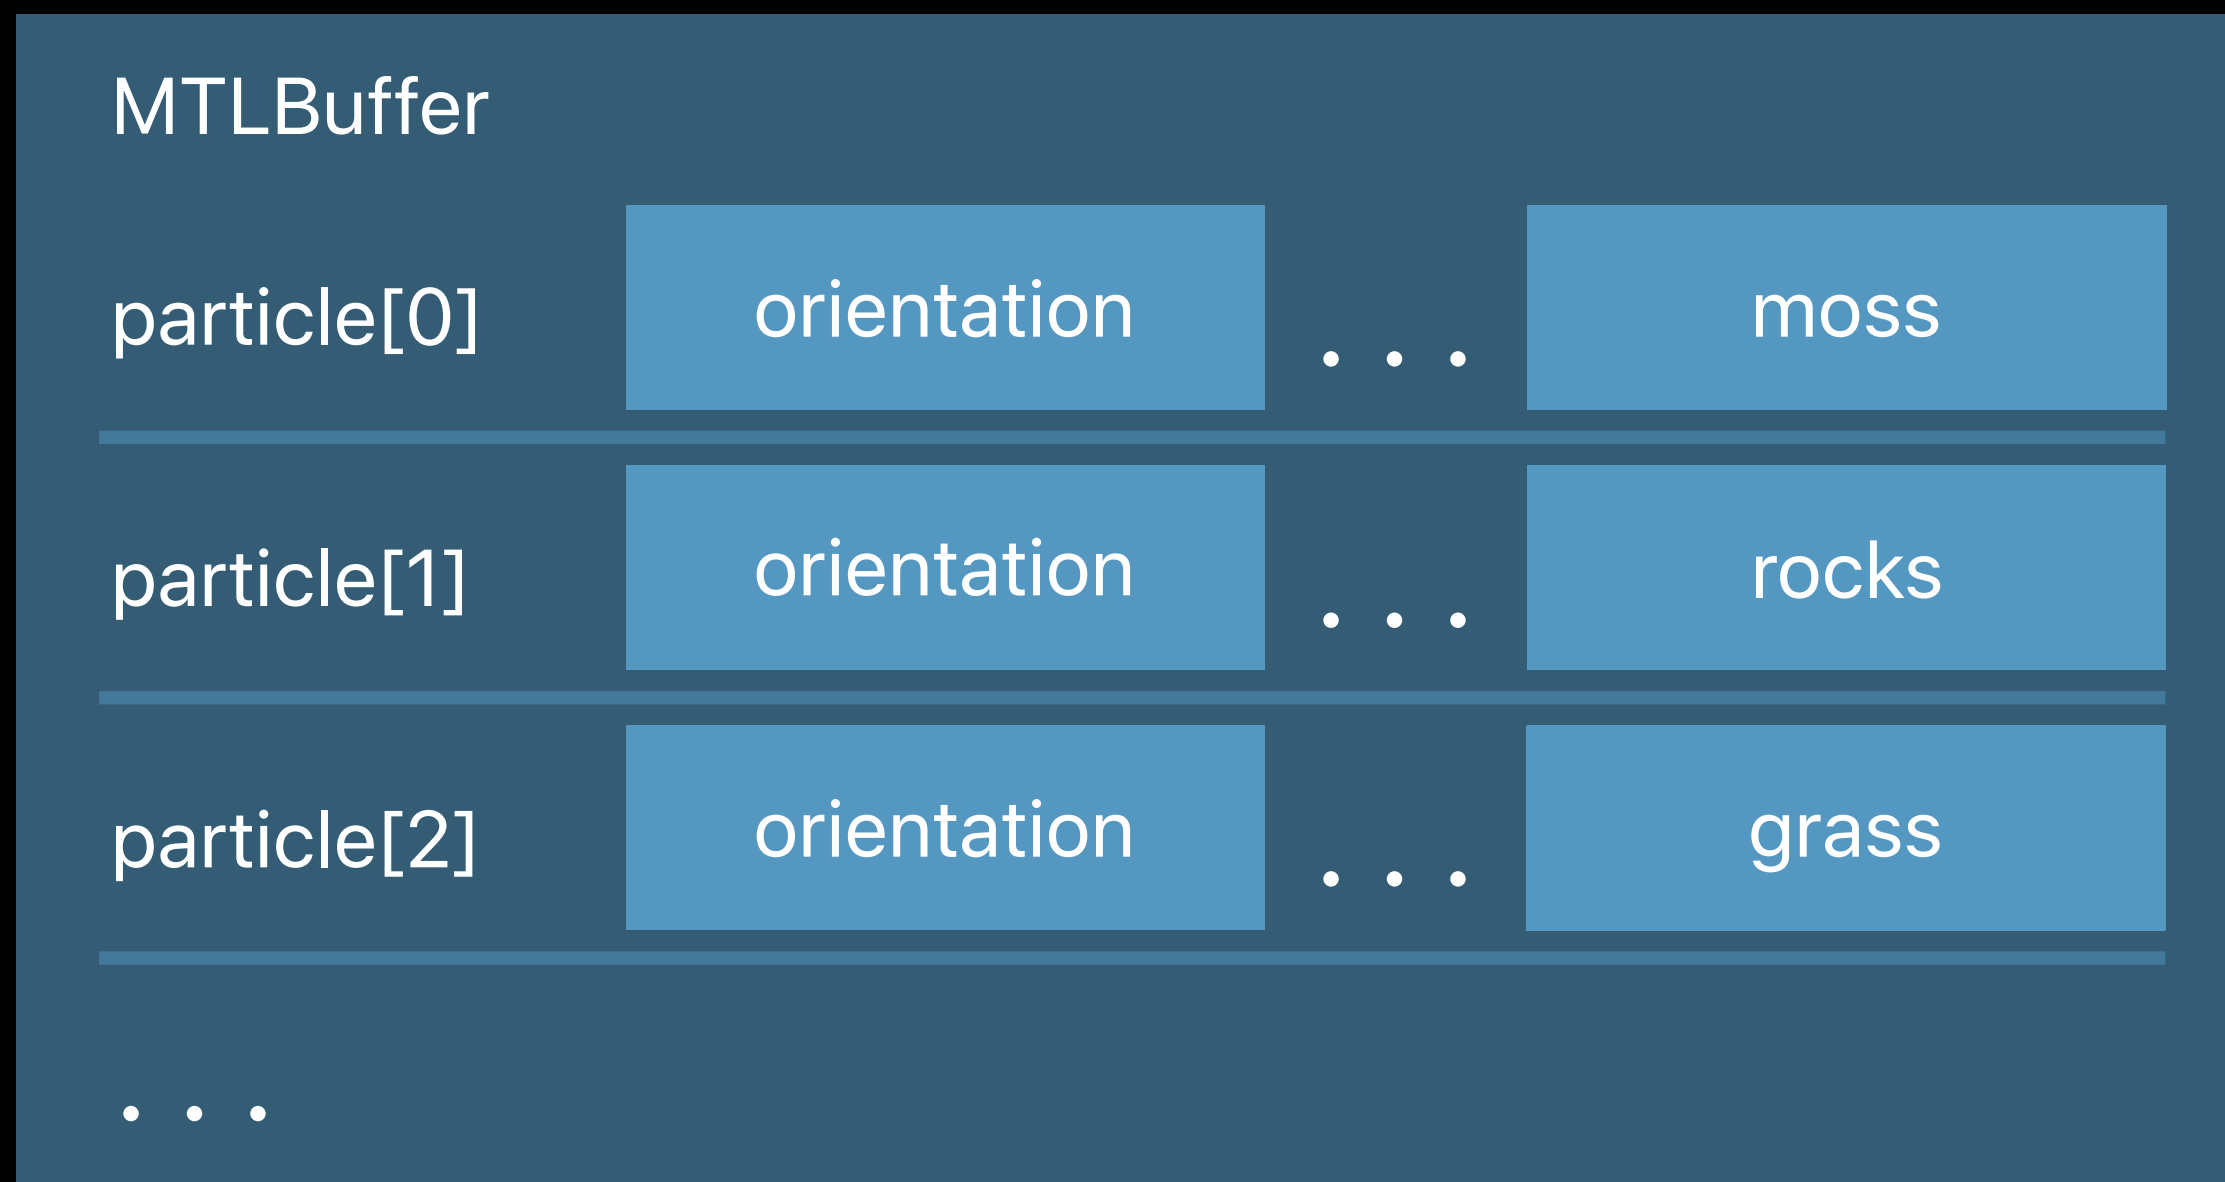 MTLBuffer
particle[0] orientation . . . moss
particle[1] orientation . . . rocks
particle[2] orientation . . . grass
. . .